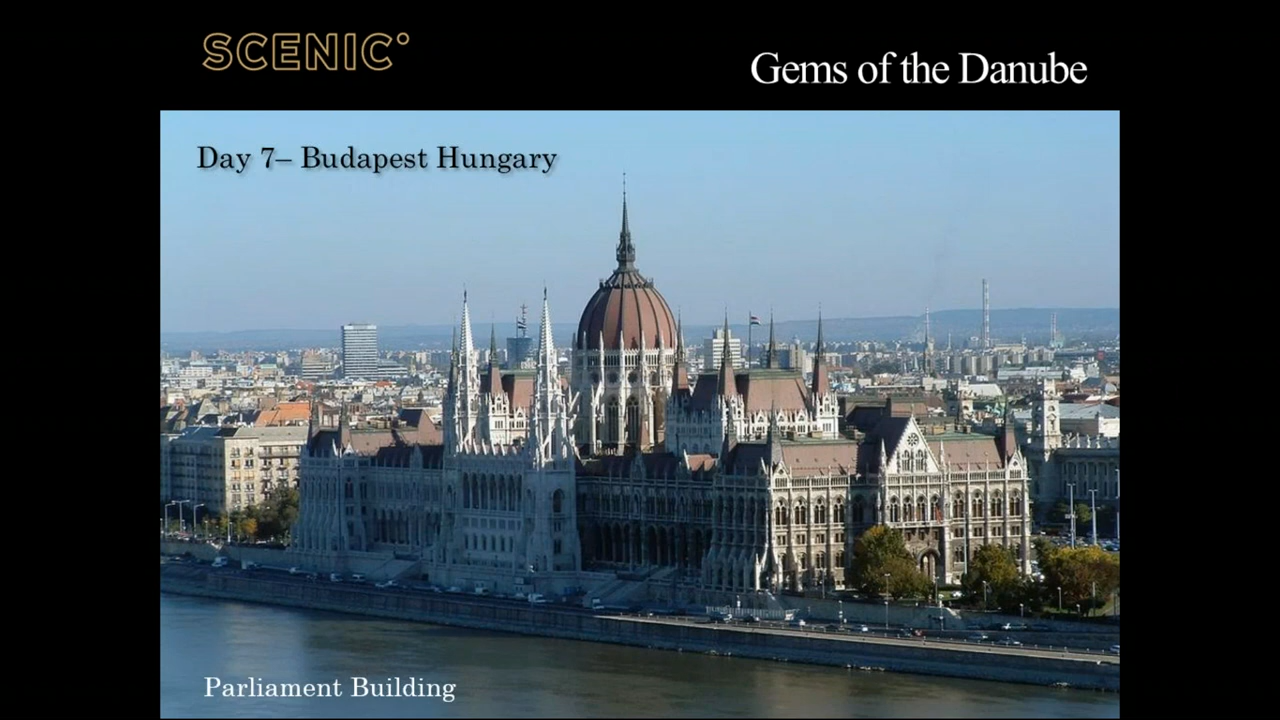 SCENIC°
Gems of the Danube
Day 7– Budapest Hungary
Parliament Building